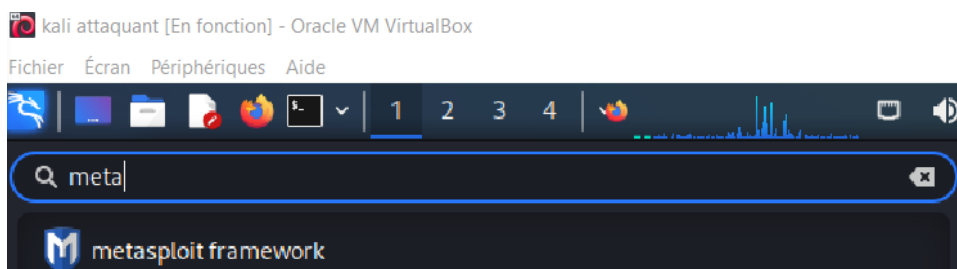 kali attaquant [En fonction] - Oracle VM VirtualBox
Fichier Écran Périphériques Aide
1 2 3 4
meta
metasploit framework